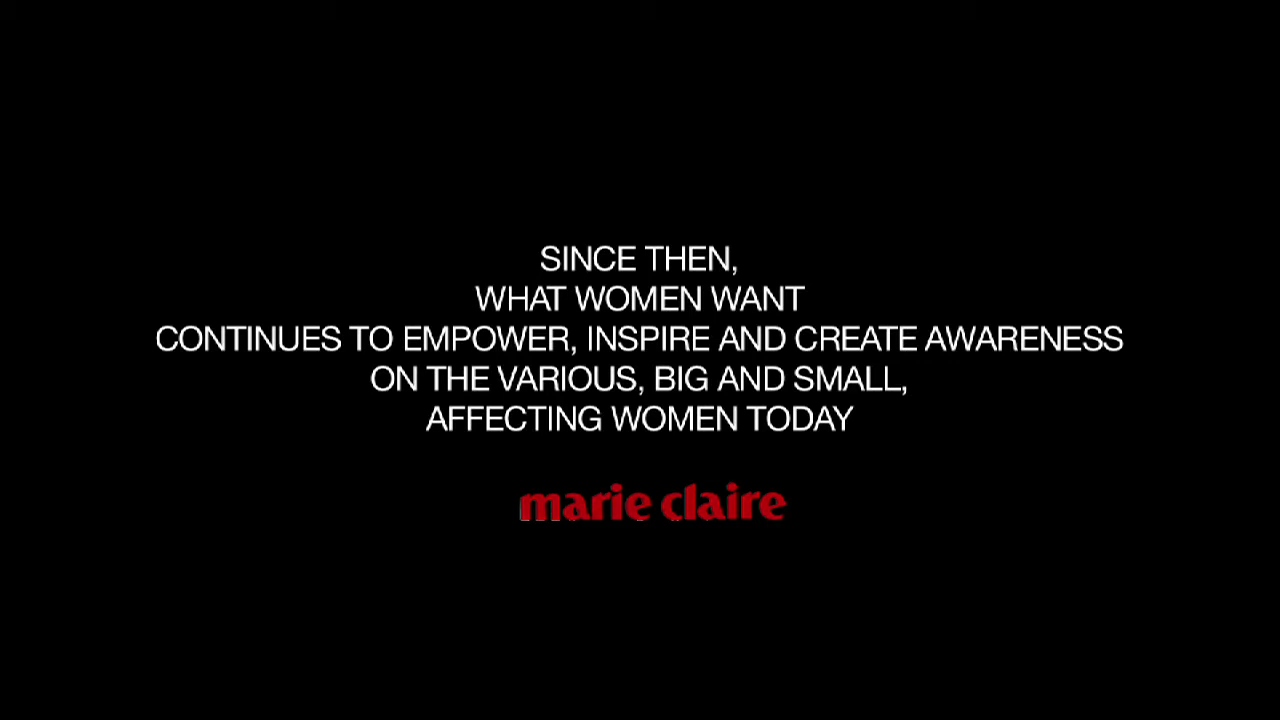 SINCE THEN,
WHAT WOMEN WANT
CONTINUES TO EMPOWER, INSPIRE AND CREATE AWARENESS
ON THE VARIOUS, BIG AND SMALL,
AFFECTING WOMEN TODAY
marie claire